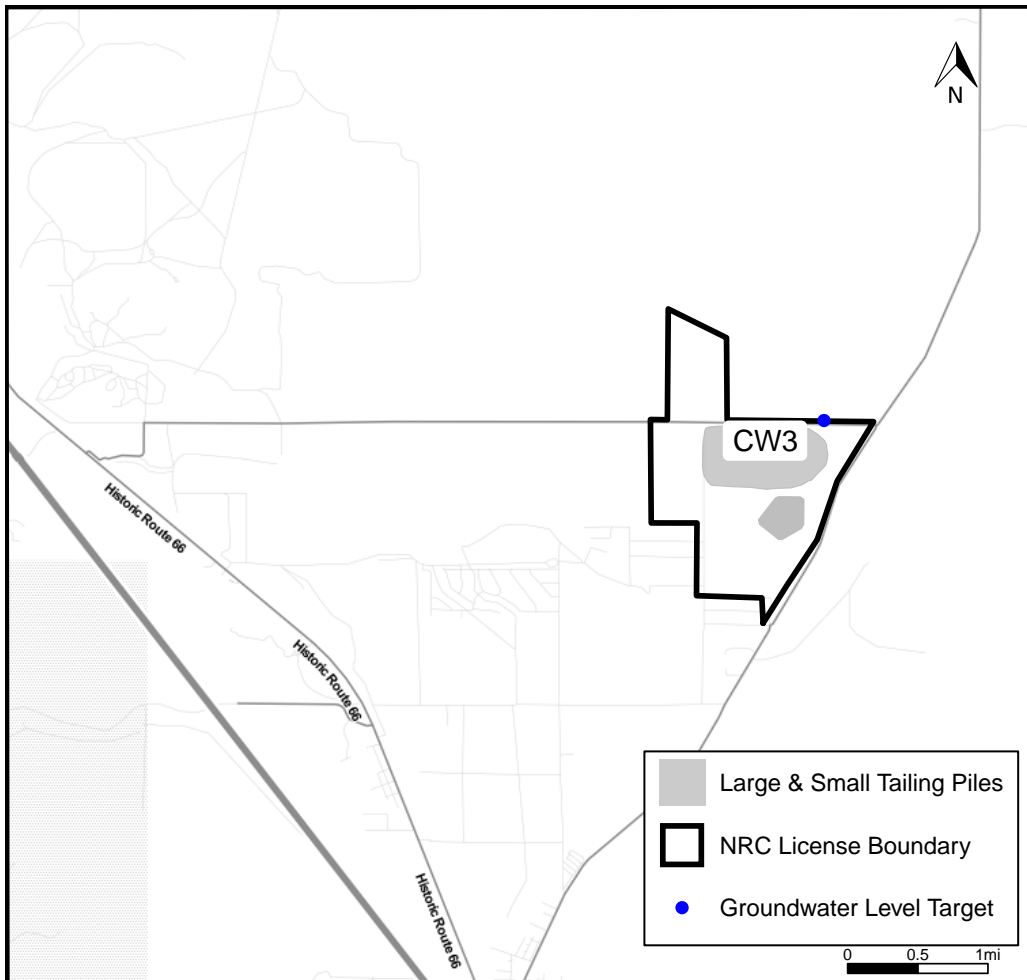 N
CW3
Historic Route 66
Historic Route 66
Historic Route 66
Large & Small Tailing Piles
NRC License Boundary
Groundwater Level Target
0 0.5 1mi